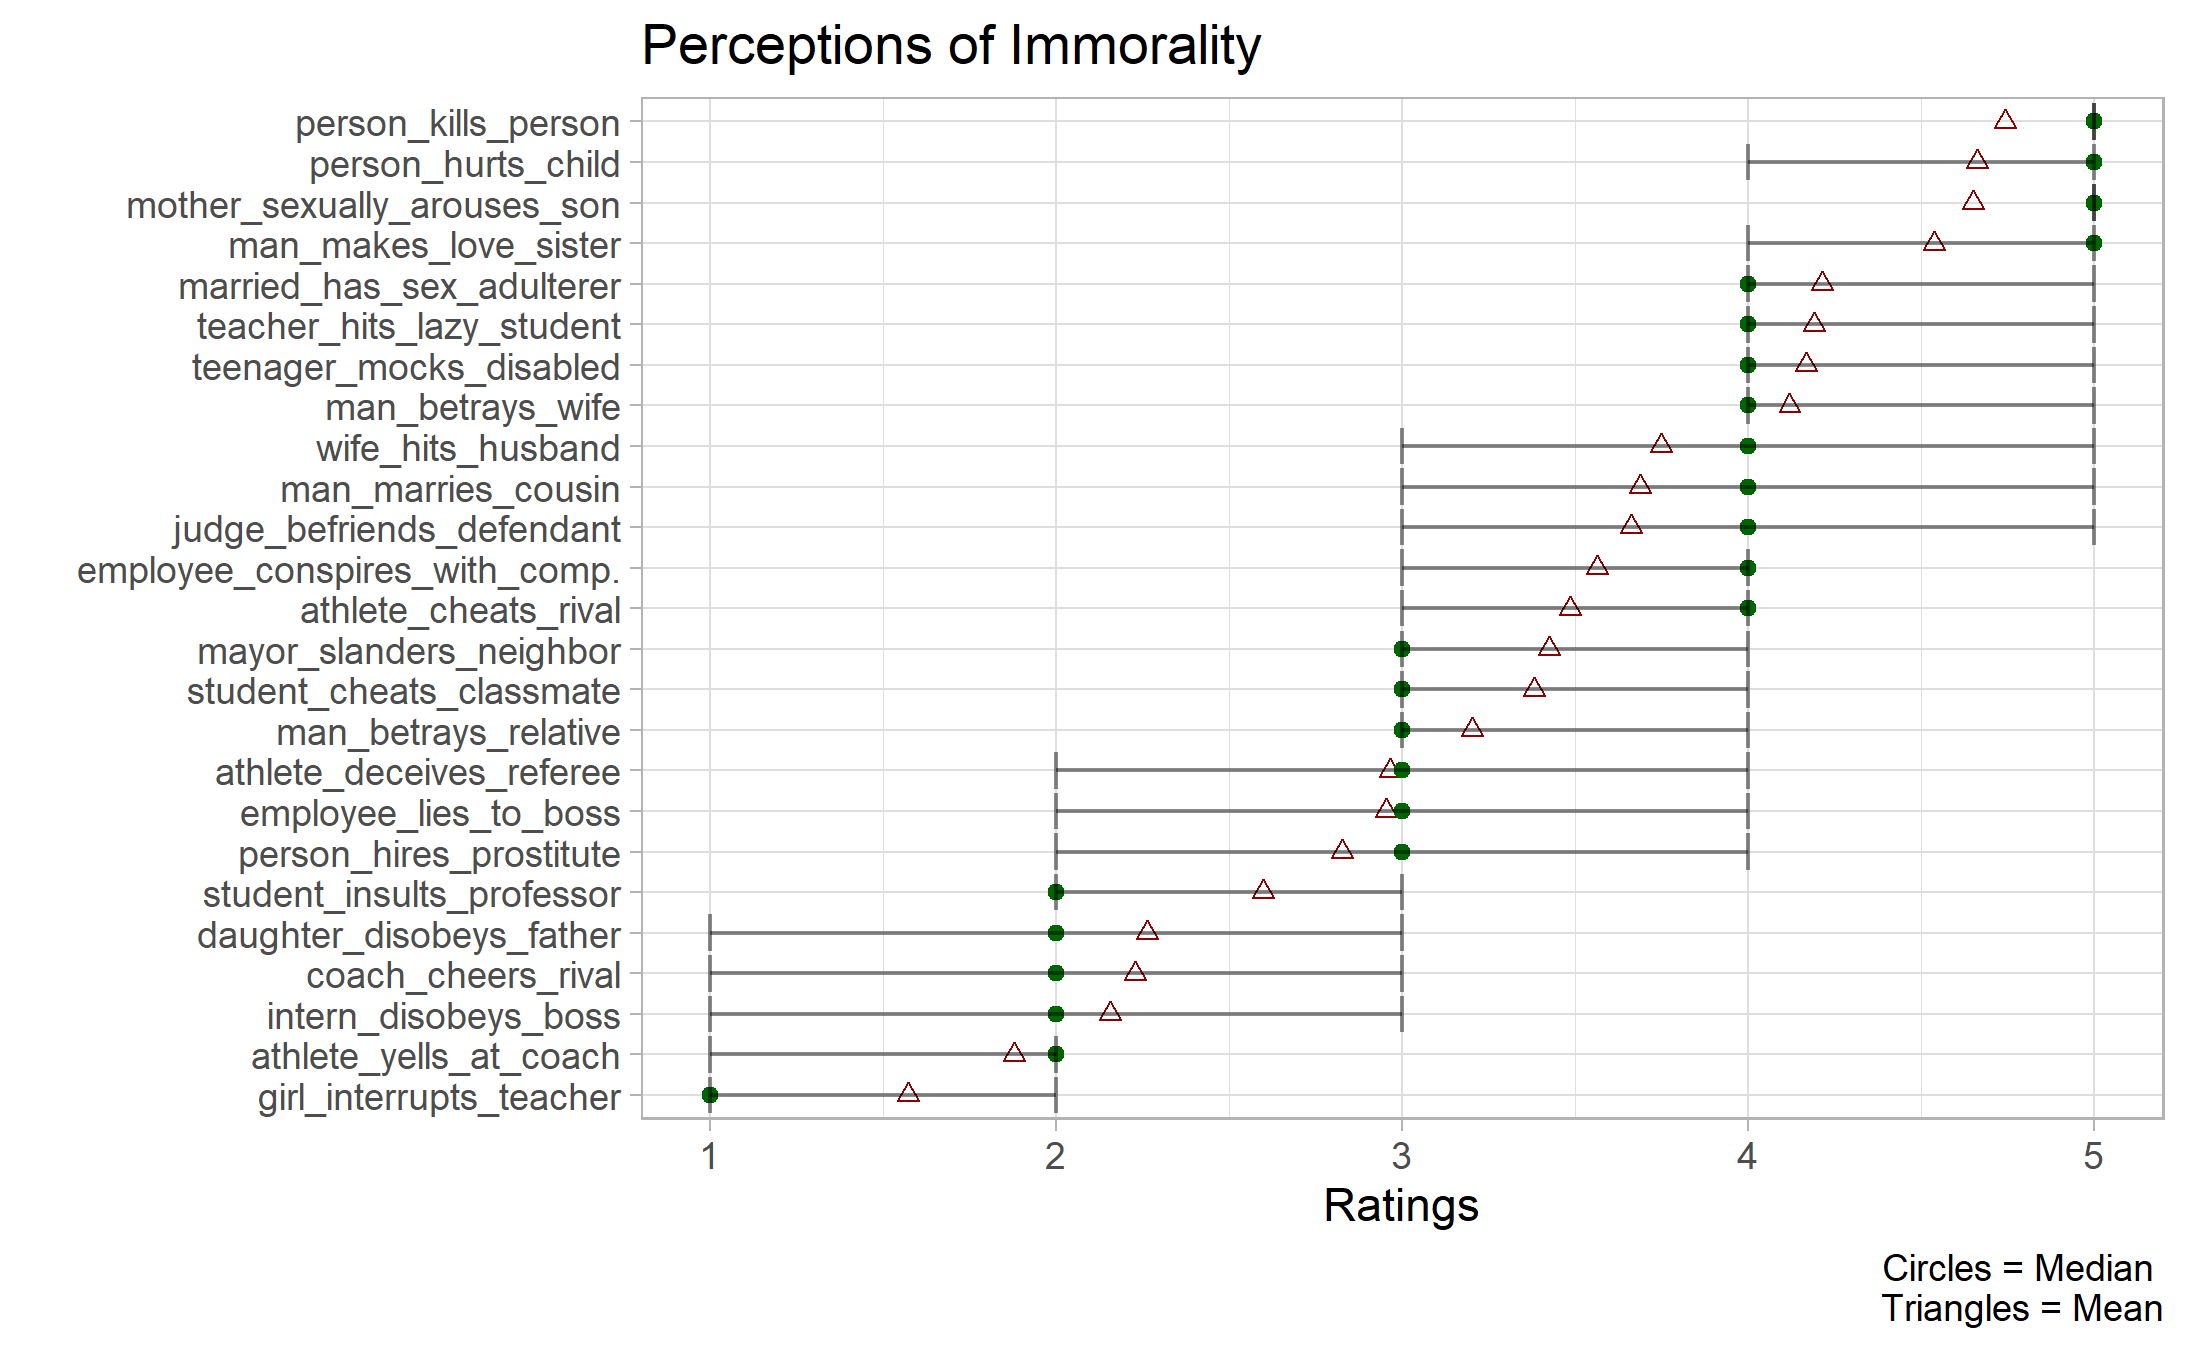 Perceptions of Immorality
person_kills_person
person_hurts_child
mother_sexually_arouses_son
man_makes_love_sister
married_has_sex_adulterer
teacher_hits_lazy_student
teenager_mocks_disabled
man_betrays_wife
wife_hits_husband
man_marries_cousin
judge_befriends_defendant
employee_conspires_with_comp.
athlete_cheats_rival
mayor_slanders_neighbor
student_cheats_classmate
man_betrays_relative
athlete_deceives_referee
employee_lies_to_boss
person_hires_prostitute
student_insults_professor
daughter_disobeys_father
coach_cheers_rival
intern_disobeys_boss
athlete_yells_at_coach
girl_interrupts_teacher
1 2 3 4 5
Ratings
Circles = Median
Triangles = Mean